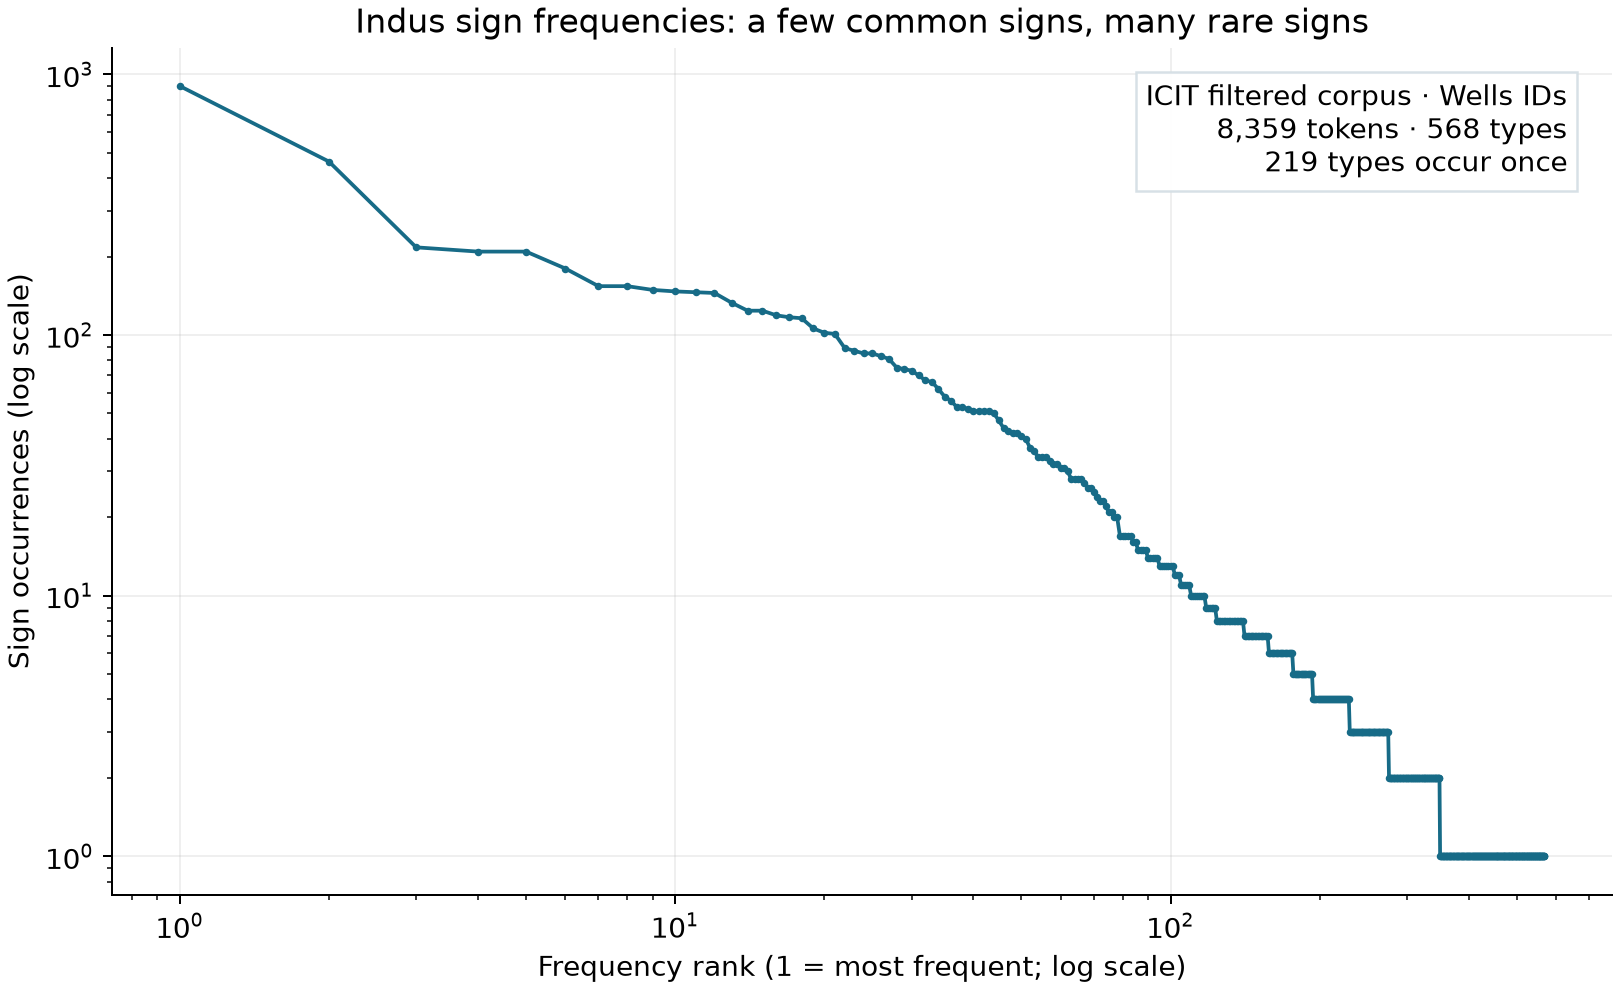 Indus sign frequencies: a few common signs, many rare signs
ICIT filtered corpus · Wells IDs
8,359 tokens · 568 types
219 types occur once
Sign occurrences (log scale)
10³
10²
10¹
10⁰
10⁰ 10¹ 10²
Frequency rank (1 = most frequent; log scale)